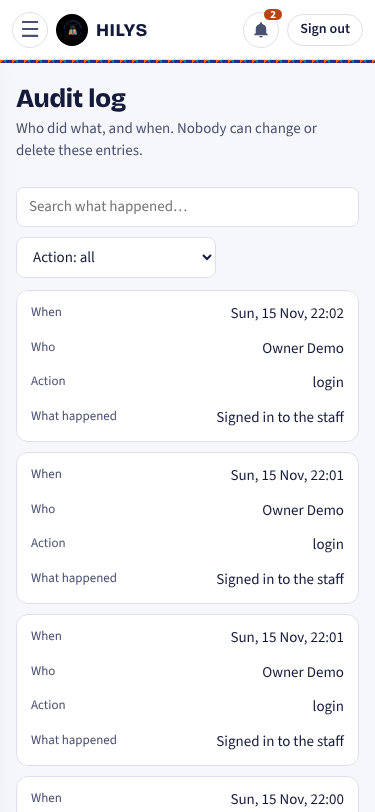 HILYS
2
Sign out
Audit log
Who did what, and when. Nobody can change or
delete these entries.
Search what happened…
Action: all
When Sun, 15 Nov, 22:02
Who Owner Demo
Action login
What happened Signed in to the staff
When Sun, 15 Nov, 22:01
Who Owner Demo
Action login
What happened Signed in to the staff
When Sun, 15 Nov, 22:01
Who Owner Demo
Action login
What happened Signed in to the staff
When Sun, 15 Nov, 22:00